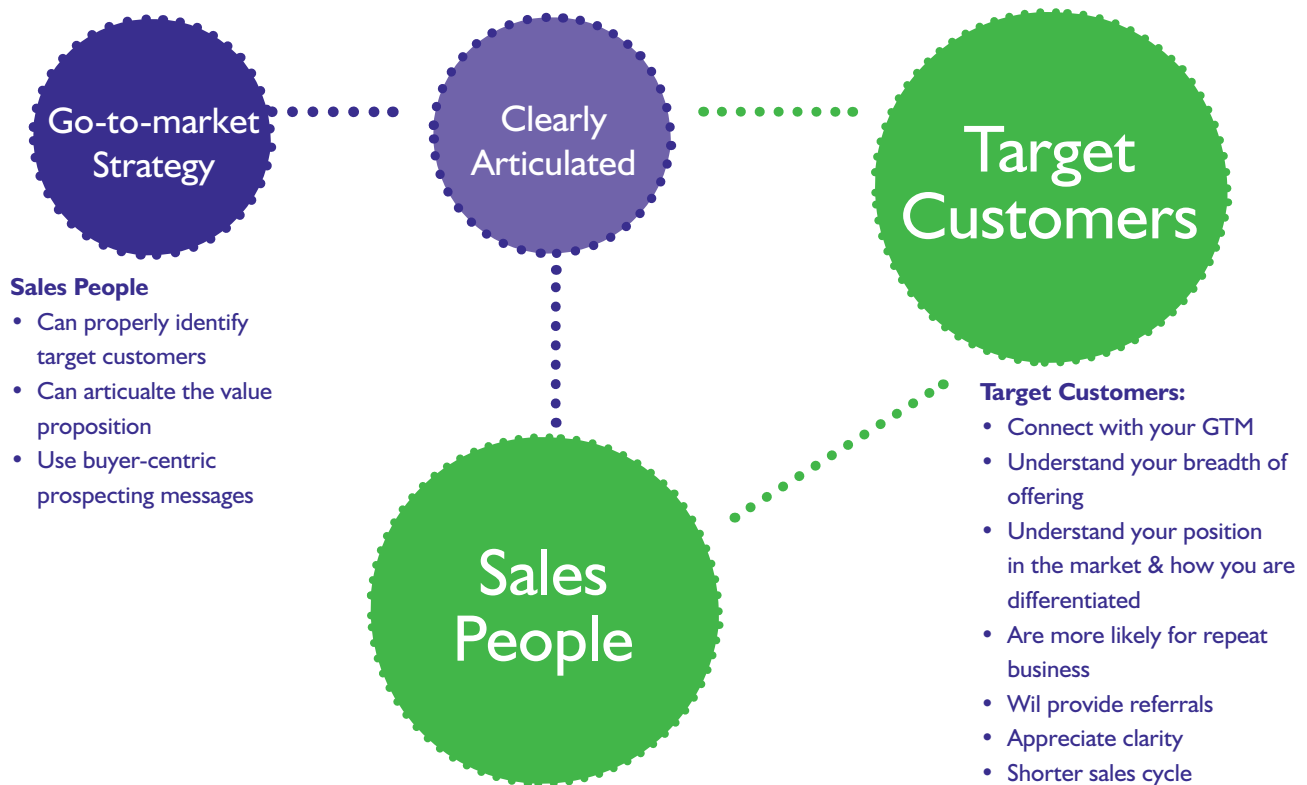 Go-to-market
Strategy
Clearly
Articulated
Target
Customers
Sales People
• Can properly identify
target customers
• Can articualte the value
proposition
• Use buyer-centric
prospecting messages
Sales
People
Target Customers:
• Connect with your GTM
• Understand your breadth of
offering
• Understand your position
in the market & how you are
differentiated
• Are more likely for repeat
business
• Wil provide referrals
• Appreciate clarity
• Shorter sales cycle